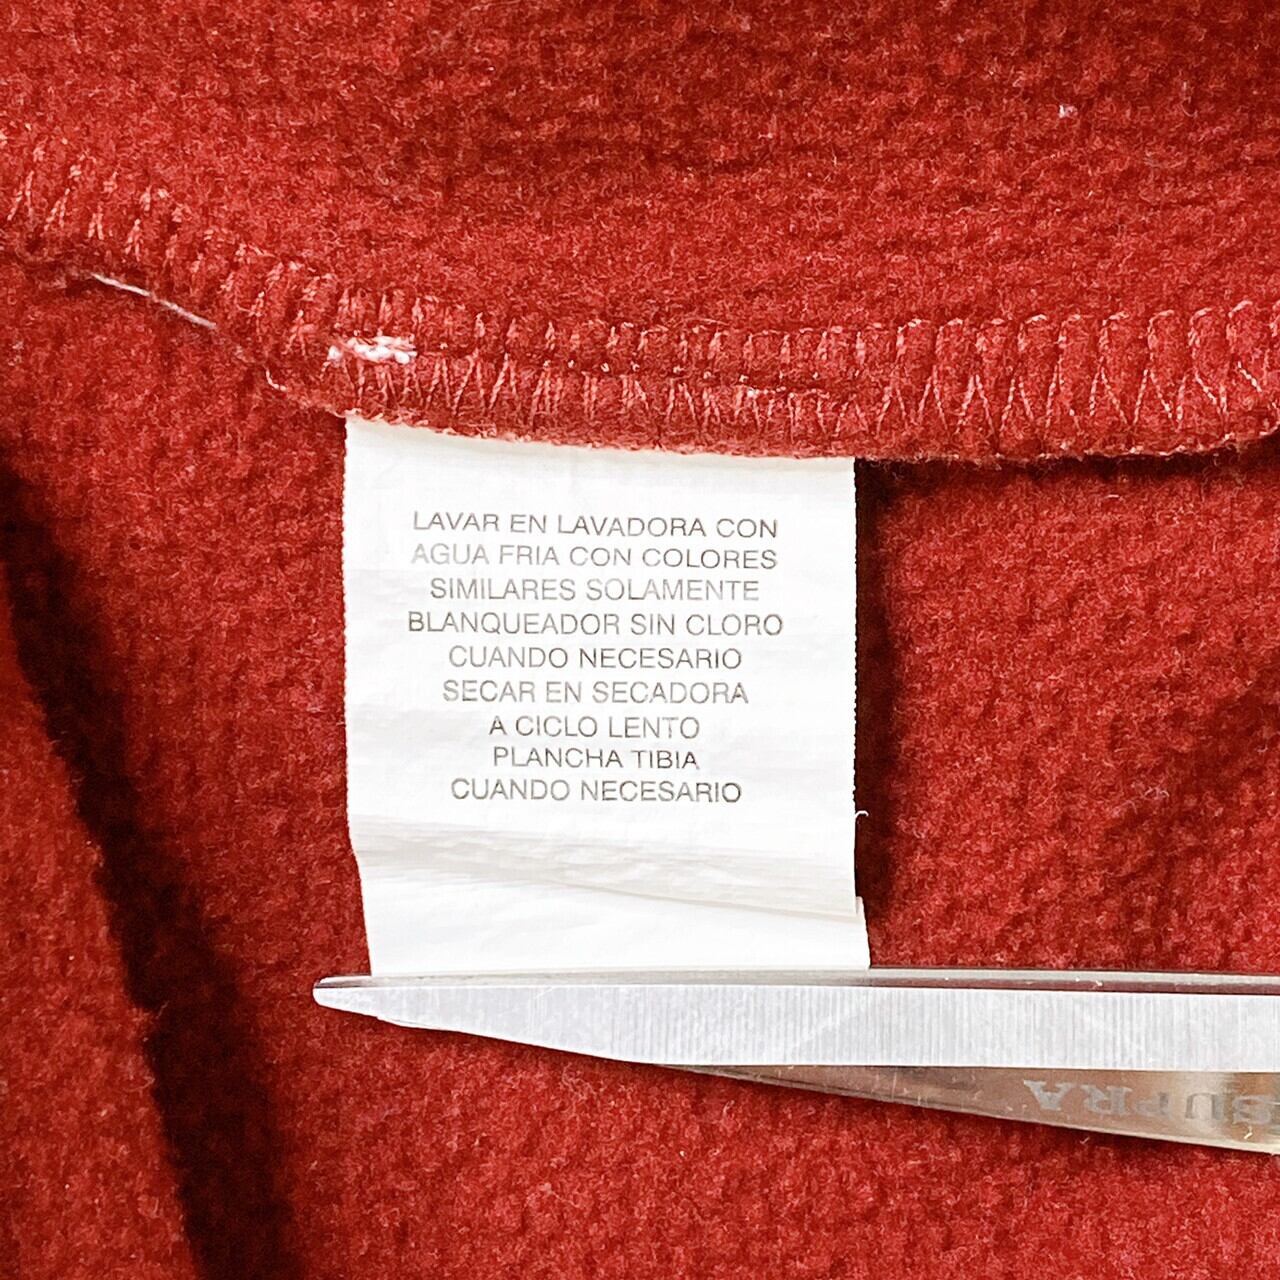 LAVAR EN LAVADORA CON
AGUA FRIA CON COLORES
SIMILARES SOLAMENTE
BLANQUEADOR SIN CLORO
CUANDO NECESARIO
SECAR EN SECADORA
A CICLO LENTO
PLANCHA TIBIA
CUANDO NECESARIO
SUPRA